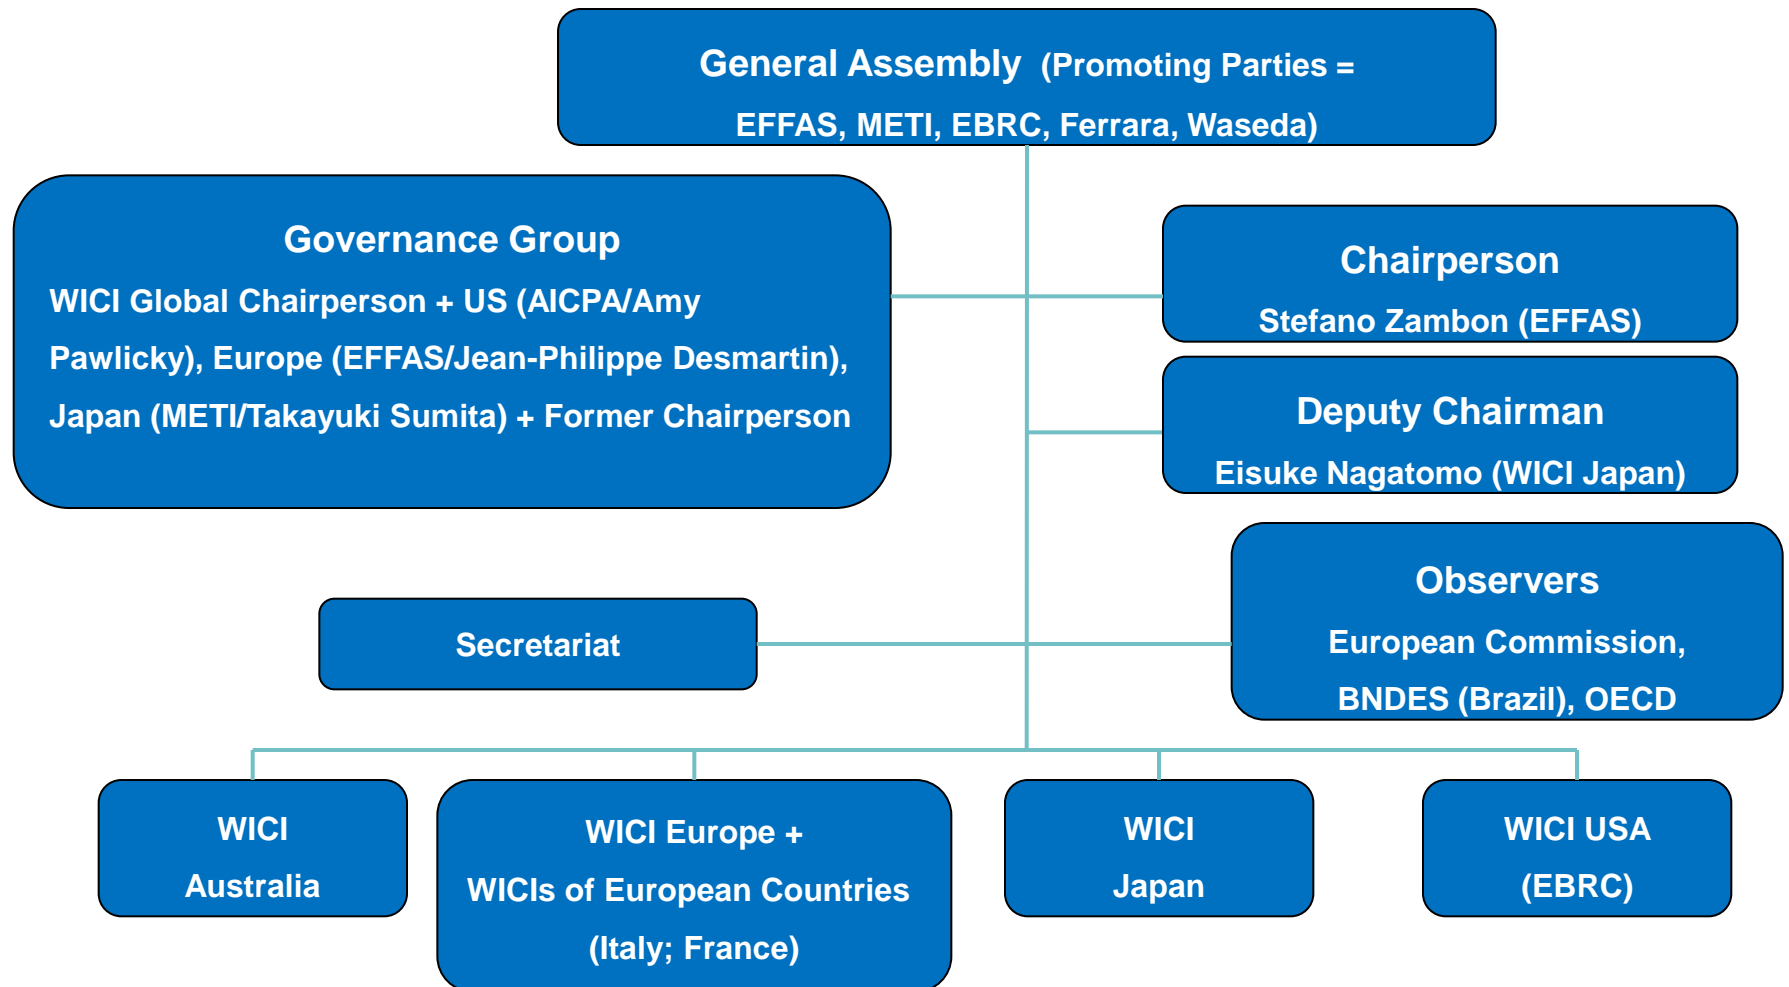 General Assembly (Promoting Parties =
EFFAS, METI, EBRC, Ferrara, Waseda)
Governance Group
WICI Global Chairperson + US (AICPA/Amy
Pawlicky), Europe (EFFAS/Jean-Philippe Desmartin),
Japan (METI/Takayuki Sumita) + Former Chairperson
Chairperson
Stefano Zambon (EFFAS)
Deputy Chairman
Eisuke Nagatomo (WICI Japan)
Observers
European Commission,
BNDES (Brazil), OECD
Secretariat
WICI
Australia
WICI Europe +
WICIs of European Countries
(Italy; France)
WICI
Japan
WICI USA
(EBRC)